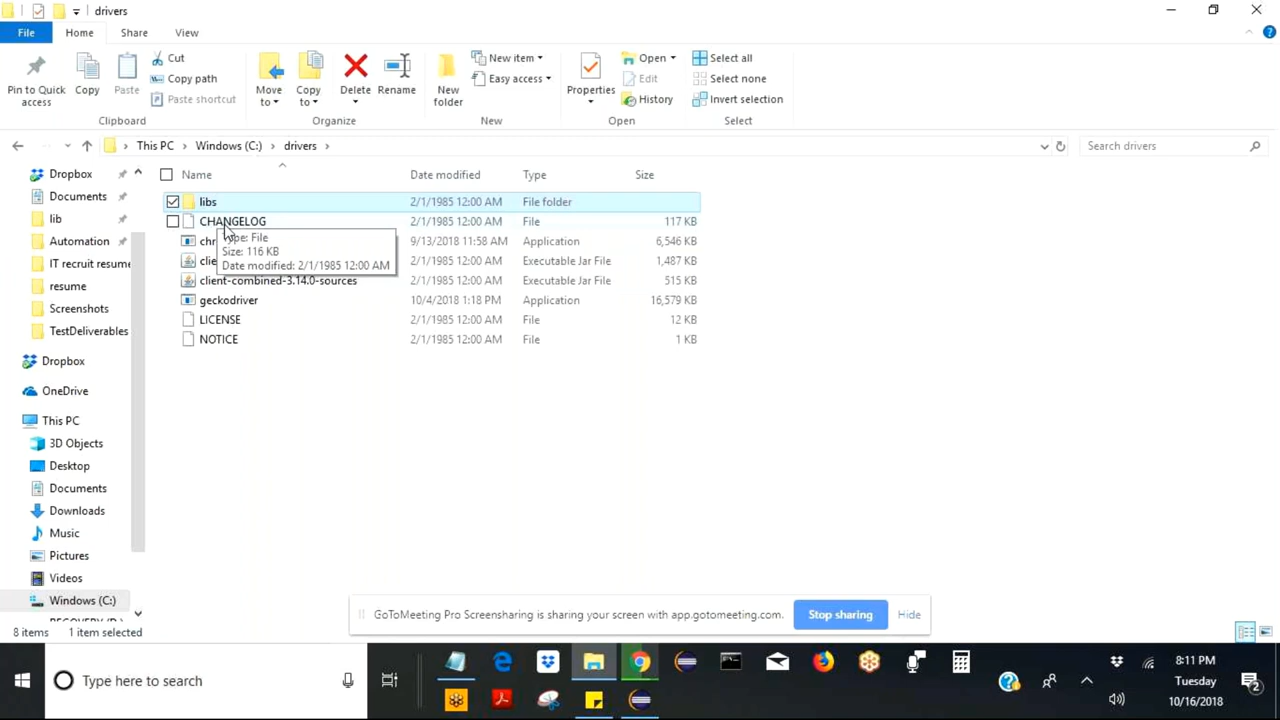 drivers
File Home Share View
Pin to Quick access
Copy
Paste
Cut
Copy path
Paste shortcut
Clipboard
Move to
Copy to
Delete
Rename
Organize
New folder
New item
Easy access
New
Properties
Open
Edit
History
Open
Select all
Select none
Invert selection
Select
This PC > Windows (C:) > drivers >
Search drivers
Name Date modified Type Size
libs 2/1/1985 12:00 AM File folder
CHANGELOG 2/1/1985 12:00 AM File 117 KB
chr 9/13/2018 11:58 AM Application 6,546 KB
clie 2/1/1985 12:00 AM Executable Jar File 1,487 KB
client-combined-3.14.0-sources 2/1/1985 12:00 AM Executable Jar File 515 KB
geckodriver 10/4/2018 1:18 PM Application 16,579 KB
LICENSE 2/1/1985 12:00 AM File 12 KB
NOTICE 2/1/1985 12:00 AM File 1 KB
pe: File
Size: 116 KB
Date modified: 2/1/1985 12:00 AM
Dropbox
Documents
lib
Automation
IT recruit resume
resume
Screenshots
TestDeliverables
Dropbox
OneDrive
This PC
3D Objects
Desktop
Documents
Downloads
Music
Pictures
Videos
Windows (C:)
8 items 1 item selected
GoToMeeting Pro Screensharing is sharing your screen with app.gotomeeting.com. Stop sharing Hide
Type here to search
8:11 PM
Tuesday
10/16/2018
2